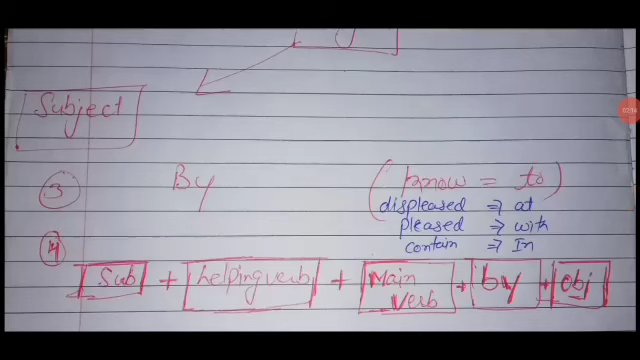 Subject
3 By (know = to)
displeased ⇒ at
pleased ⇒ with
contain ⇒ In
4
Sub + helping verb + Main Verb + by + obj